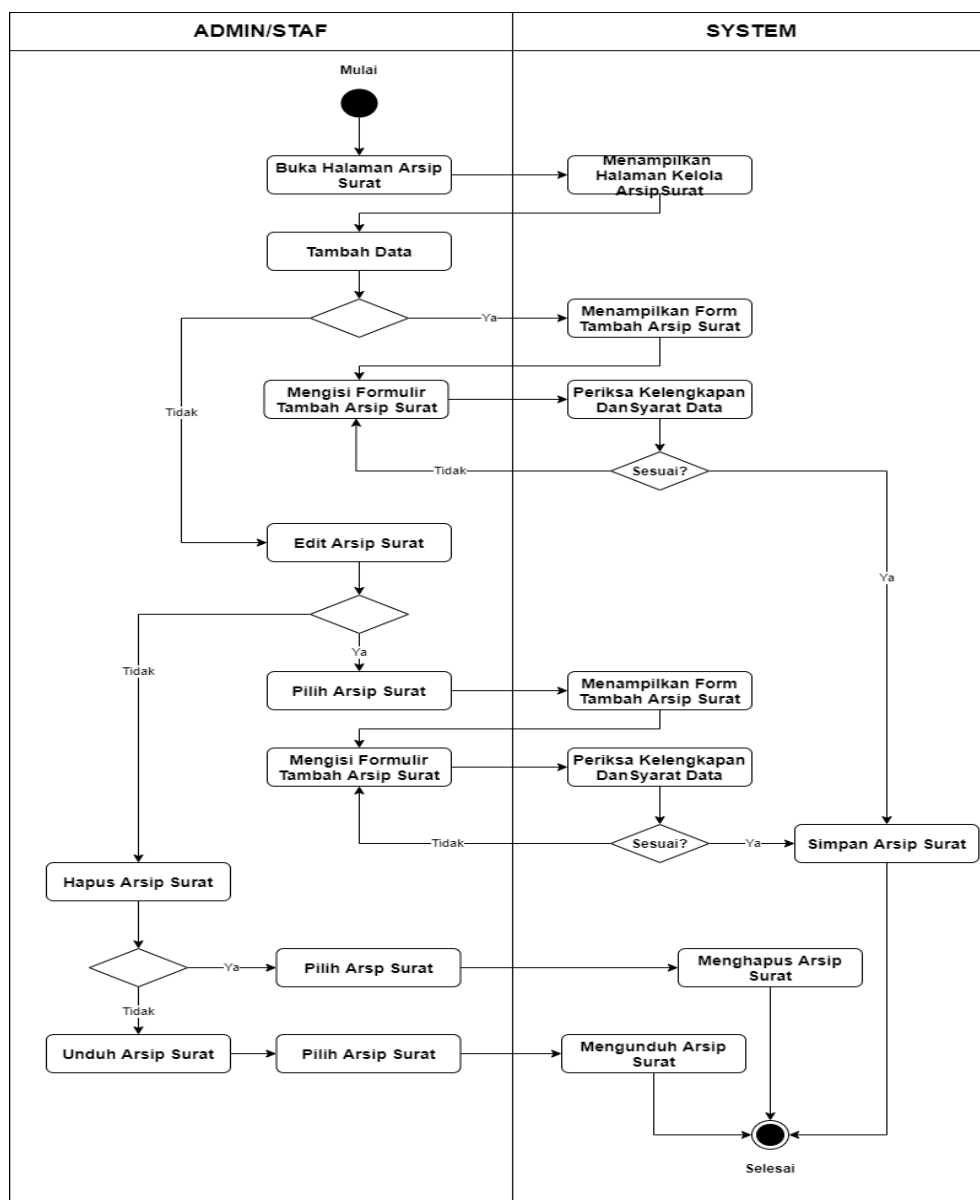 ADMIN/STAF
SYSTEM
Mulai
Buka Halaman Arsip
Surat
Menampilkan
Halaman Kelola
ArsipSurat
Tambah Data
Ya
Menampilkan Form
Tambah Arsip Surat
Mengisi Formulir
Tambah Arsip Surat
Periksa Kelengkapan
DanSyarat Data
Tidak
Tidak
Sesuai?
Edit Arsip Surat
Ya
Ya
Tidak
Pilih Arsip Surat
Menampilkan Form
Tambah Arsip Surat
Mengisi Formulir
Tambah Arsip Surat
Periksa Kelengkapan
DanSyarat Data
Tidak
Sesuai?
Ya
Simpan Arsip Surat
Hapus Arsip Surat
Ya
Pilih Arsp Surat
Menghapus Arsip
Surat
Tidak
Unduh Arsip Surat
Pilih Arsip Surat
Mengunduh Arsip
Surat
Selesai